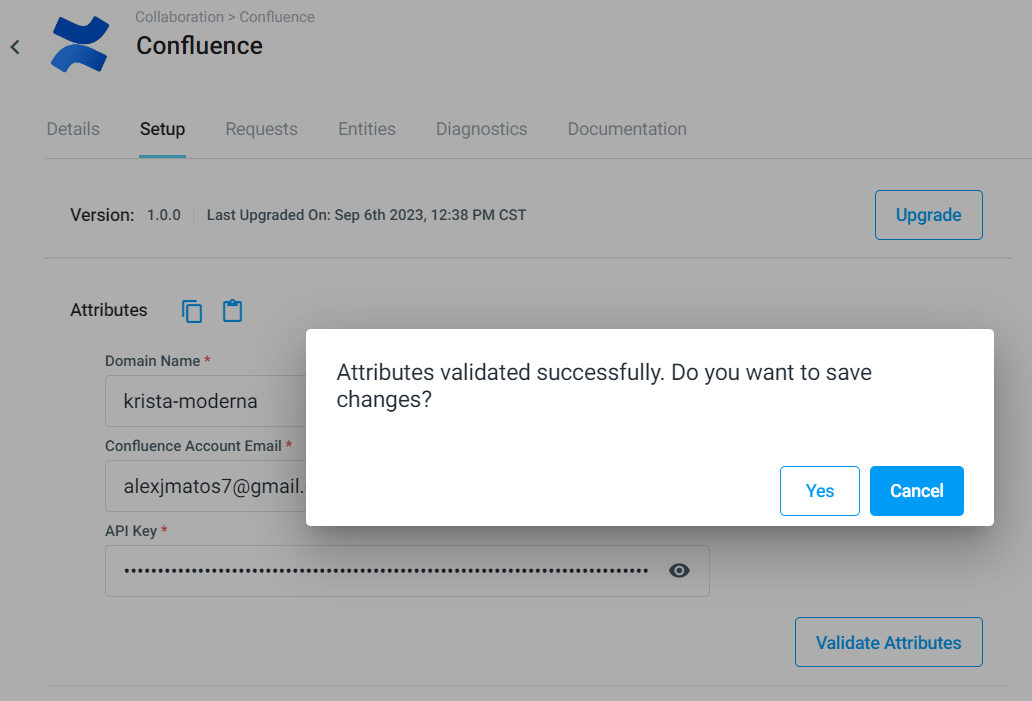 Collaboration > Confluence
Confluence
Details Setup Requests Entities Diagnostics Documentation
Version: 1.0.0 Last Upgraded On: Sep 6th 2023, 12:38 PM CST Upgrade
Attributes
Domain Name *
krista-moderna
Attributes validated successfully. Do you want to save
changes?
Confluence Account Email *
alexjmatos7@gmail.
Yes Cancel
API Key *
Validate Attributes